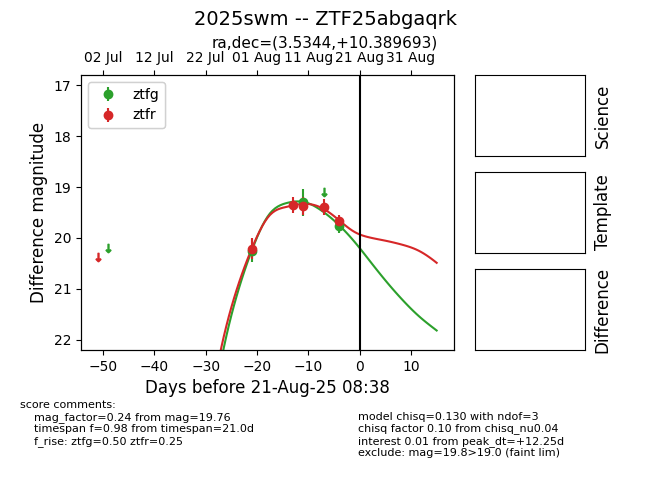 2025swm -- ZTF25abgaqrk
ra,dec=(3.5344,+10.389693)
02 Jul 12 Jul 22 Jul 01 Aug 11 Aug 21 Aug 31 Aug
ztfg
ztfr
17
18
19
20
21
22
Difference magnitude
−50 −40 −30 −20 −10 0 10
Days before 21-Aug-25 08:38
Science
Template
Difference
score comments:
mag_factor=0.24 from mag=19.76
timespan f=0.98 from timespan=21.0d
f_rise: ztfg=0.50 ztfr=0.25
model chisq=0.130 with ndof=3
chisq factor 0.10 from chisq_nu0.04
interest 0.01 from peak_dt=+12.25d
exclude: mag=19.8>19.0 (faint lim)